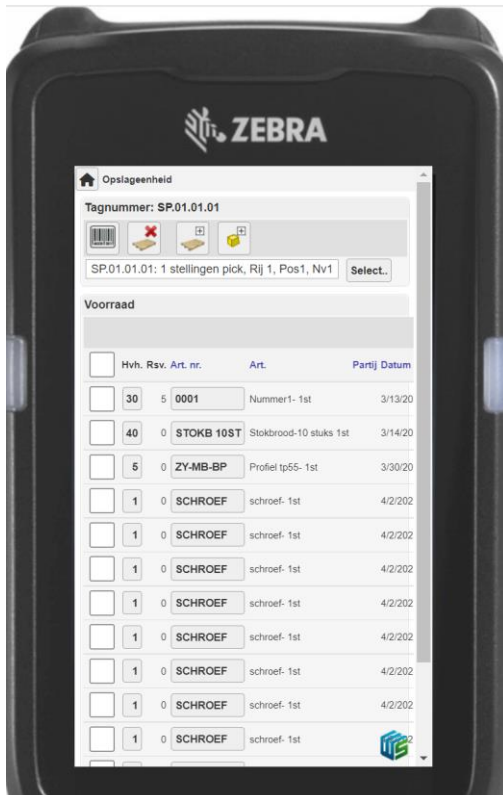 ZEBRA
Opslageenheid
Tagnummer: SP.01.01.01
SP.01.01.01: 1 stellingen pick, Rij 1, Pos1, Nv1 Select..
Voorraad
Hvh. Rsv. Art. nr. Art. Partij Datum
30 5 0001 Nummer1- 1st 3/13/20
40 0 STOKB 10ST Stokbrood-10 stuks 1st 3/14/20
5 0 ZY-MB-BP Profiel tp55- 1st 3/30/20
1 0 SCHROEF schroef- 1st 4/2/202
1 0 SCHROEF schroef- 1st 4/2/202
1 0 SCHROEF schroef- 1st 4/2/202
1 0 SCHROEF schroef- 1st 4/2/202
1 0 SCHROEF schroef- 1st 4/2/202
1 0 SCHROEF schroef- 1st 4/2/202
1 0 SCHROEF schroef- 1st 4/2/202
1 0 SCHROEF schroef- 1st